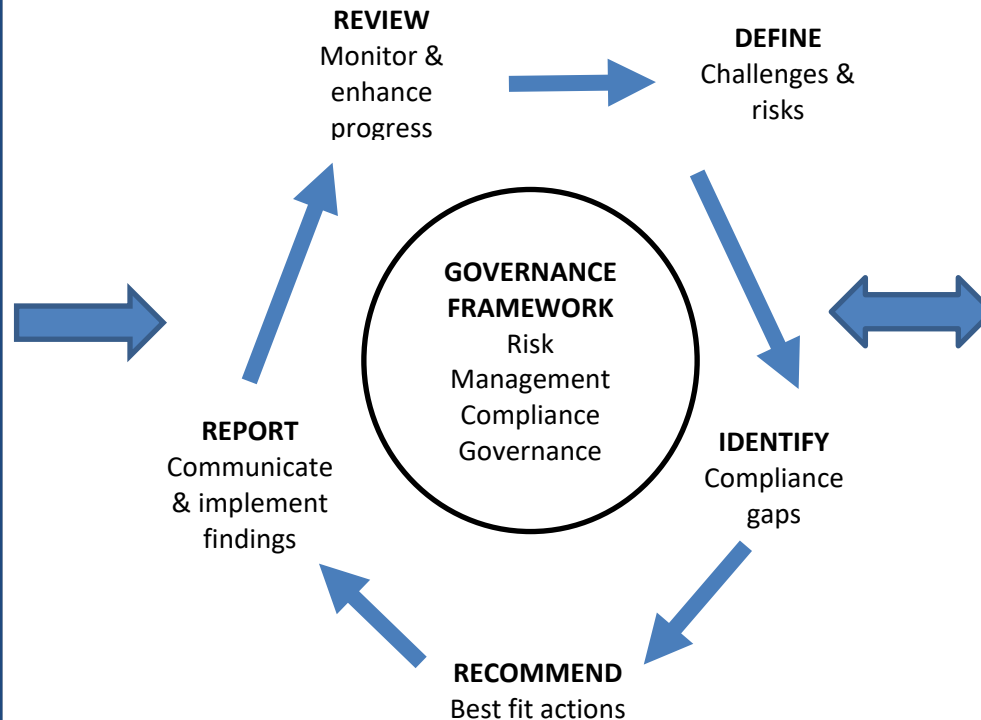 REVIEW
Monitor &
enhance
progress
DEFINE
Challenges &
risks
GOVERNANCE
FRAMEWORK
Risk
Management
Compliance
Governance
IDENTIFY
Compliance
gaps
RECOMMEND
Best fit actions
REPORT
Communicate
& implement
findings